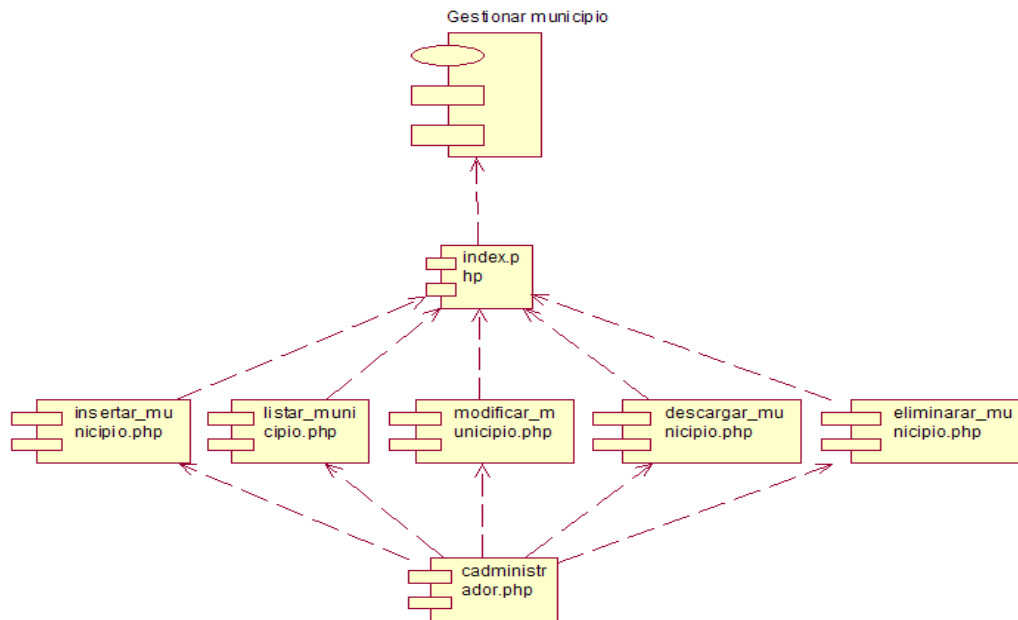 Gestionar municipio
index.p
hp
insertar_mu
nicipio.php
listar_muni
cipio.php
modificar_m
unicipio.php
descargar_mu
nicipio.php
eliminarar_mu
nicipio.php
cadministr
ador.php